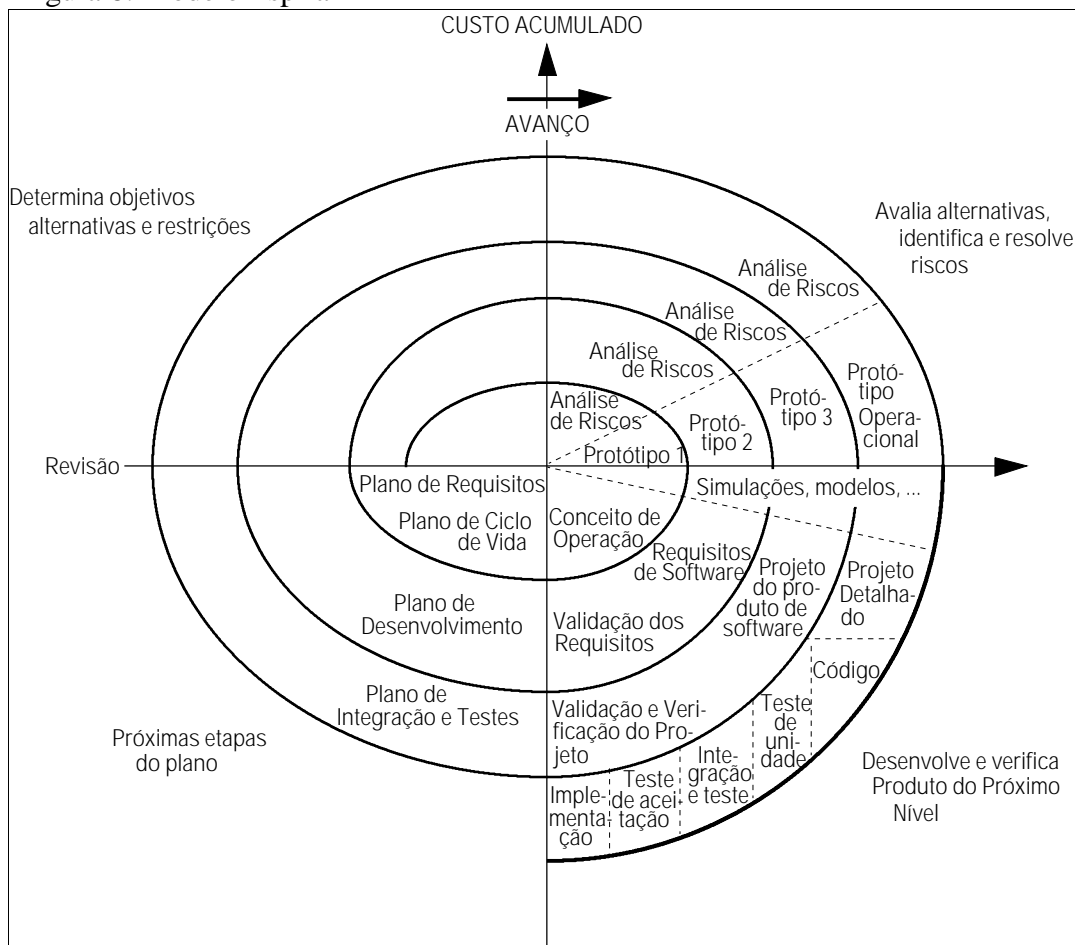 CUSTO ACUMULADO
AVANÇO
Determina objetivos
alternativas e restrições
Avalia alternativas,
identifica e resolve
riscos
Análise
de Riscos
Análise
de Riscos
Análise
de Riscos
Análise
de Riscos
Protótipo 1
Protó-
tipo 2
Protó-
tipo 3
Protó-
tipo
Opera-
cional
Revisão
Plano de Requisitos
Simulações, modelos, ...
Plano de Ciclo
de Vida
Conceito de
Operação
Requisitos
de Software
Projeto
do pro-
duto de
software
Projeto
Detalha-
do
Plano de
Desenvolvimento
Validação dos
Requisitos
Código
Plano de
Integração e Testes
Validação e Veri-
ficação do Pro-
jeto
Teste
de
uni-
dade
Inte-
gração
e teste
Teste
de acei-
tação
Imple-
menta-
ção
Próximas etapas
do plano
Desenvolve e verifica
Produto do Próximo
Nível